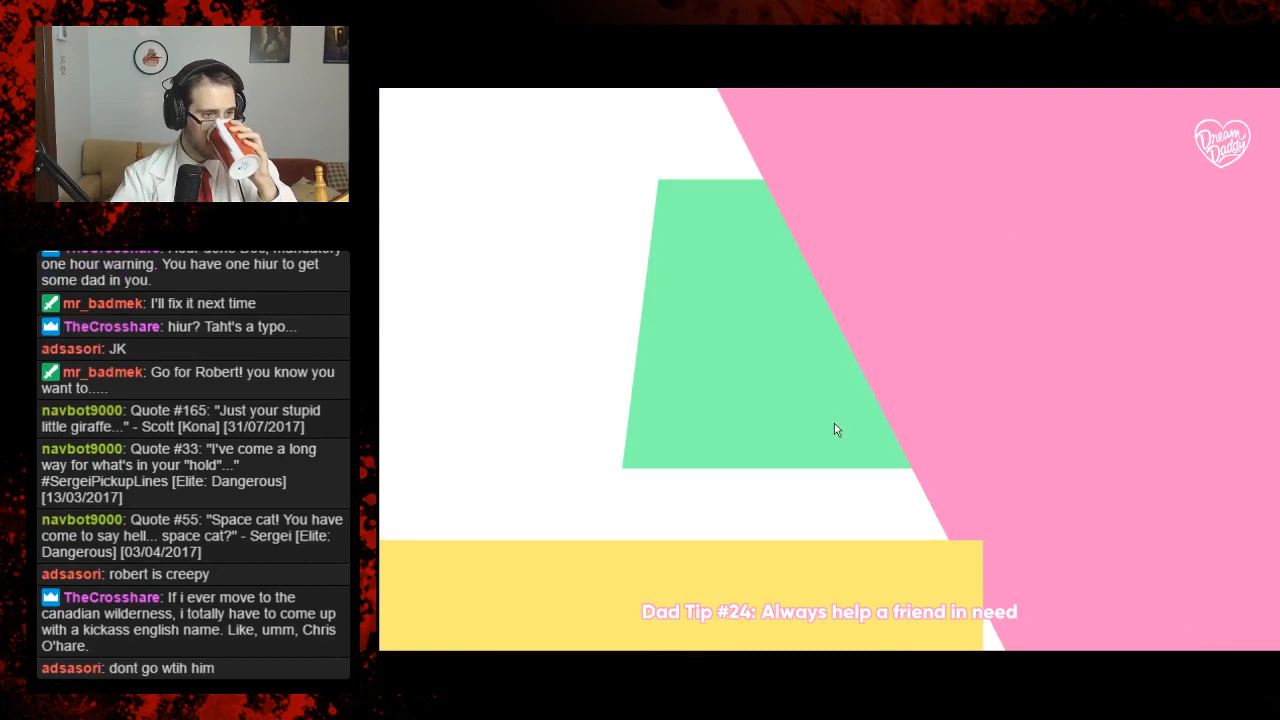 one hour warning. You have one hiur to get
some dad in you.
mr_badmek: I'll fix it next time
TheCrosshare: hiur? Taht's a typo...
adsasori: JK
mr_badmek: Go for Robert! you know you
want to.....
navbot9000: Quote #165: "Just your stupid
little giraffe..." - Scott [Kona] [31/07/2017]
navbot9000: Quote #33: "I've come a long
way for what's in your "hold"..."
#SergeiPickupLines [Elite: Dangerous]
[13/03/2017]
navbot9000: Quote #55: "Space cat! You have
come to say hell... space cat?" - Sergei [Elite:
Dangerous] [03/04/2017]
adsasori: robert is creepy
TheCrosshare: If i ever move to the
canadian wilderness, i totally have to come up
with a kickass english name. Like, umm, Chris
O'hare.
adsasori: dont go wtih him
Dream
Daddy
Dad Tip #24: Always help a friend in need